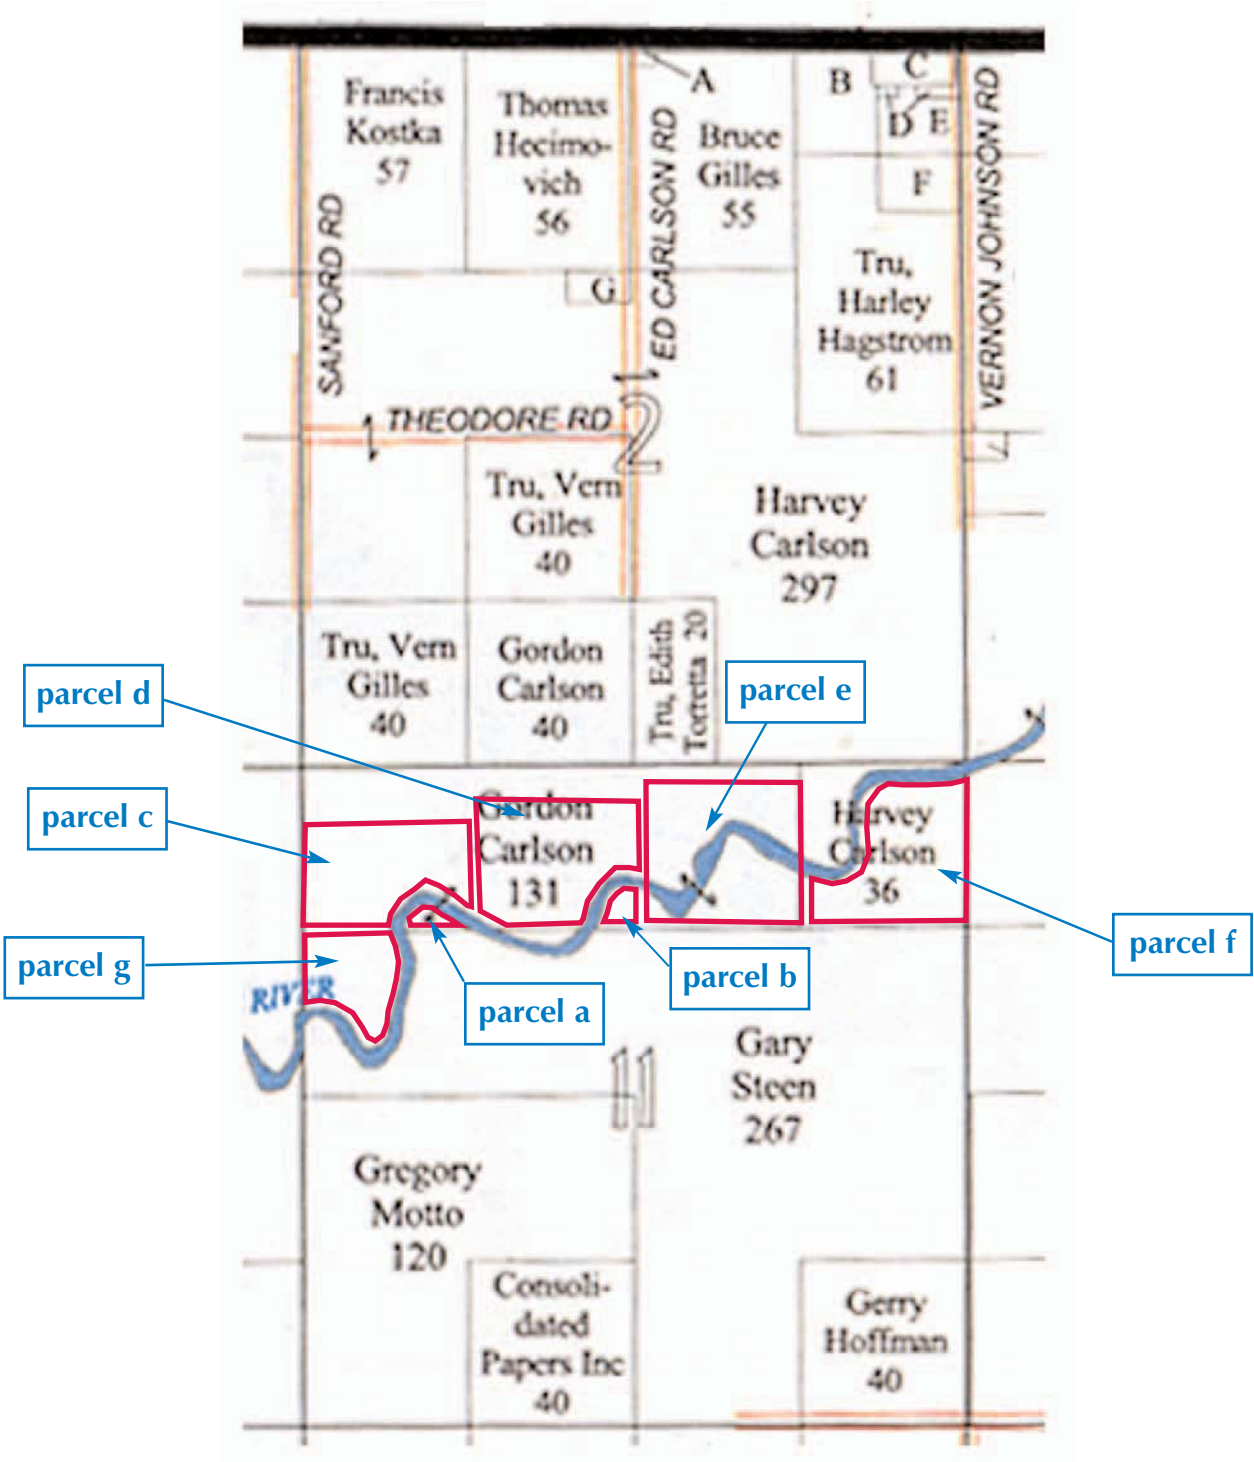 A
B
C
D E
F
Francis
Kostka
57
Thomas
Hecimo-
vich
56
Bruce
Gilles
55
SANFORD RD
ED CARLSON RD
VERNON JOHNSON RD
G
Tru,
Harley
Hagstrom
61
THEODORE RD
2
Tru, Vern
Gilles
40
Harvey
Carlson
297
Tru, Vern
Gilles
40
Gordon
Carlson
40
Tru, Edith
Torretta 20
parcel d
parcel e
parcel c
Gordon
Carlson
131
Harvey
Carlson
36
parcel g
parcel a
parcel b
parcel f
RIVER
11
Gary
Steen
267
Gregory
Motto
120
Consoli-
dated
Papers Inc
40
Gerry
Hoffman
40